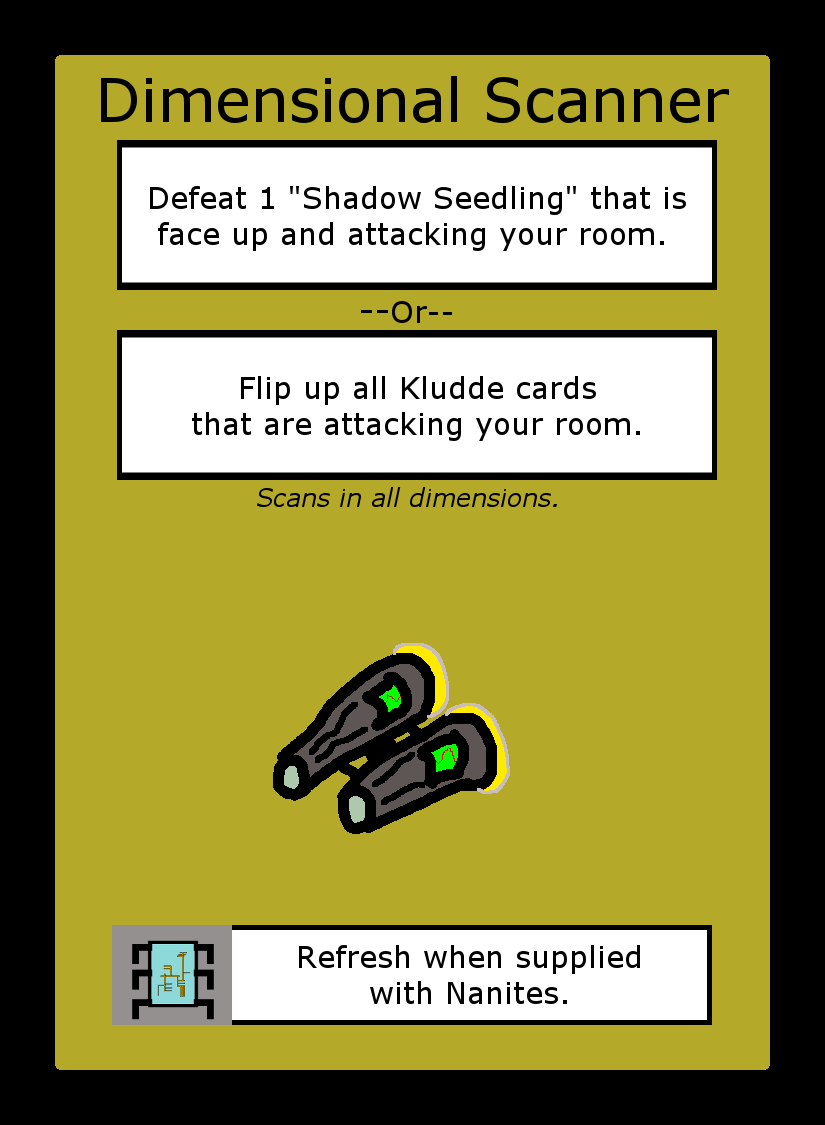 Dimensional Scanner
Defeat 1 "Shadow Seedling" that is
face up and attacking your room.
--Or--
Flip up all Kludde cards
that are attacking your room.
Scans in all dimensions.
Refresh when supplied
with Nanites.